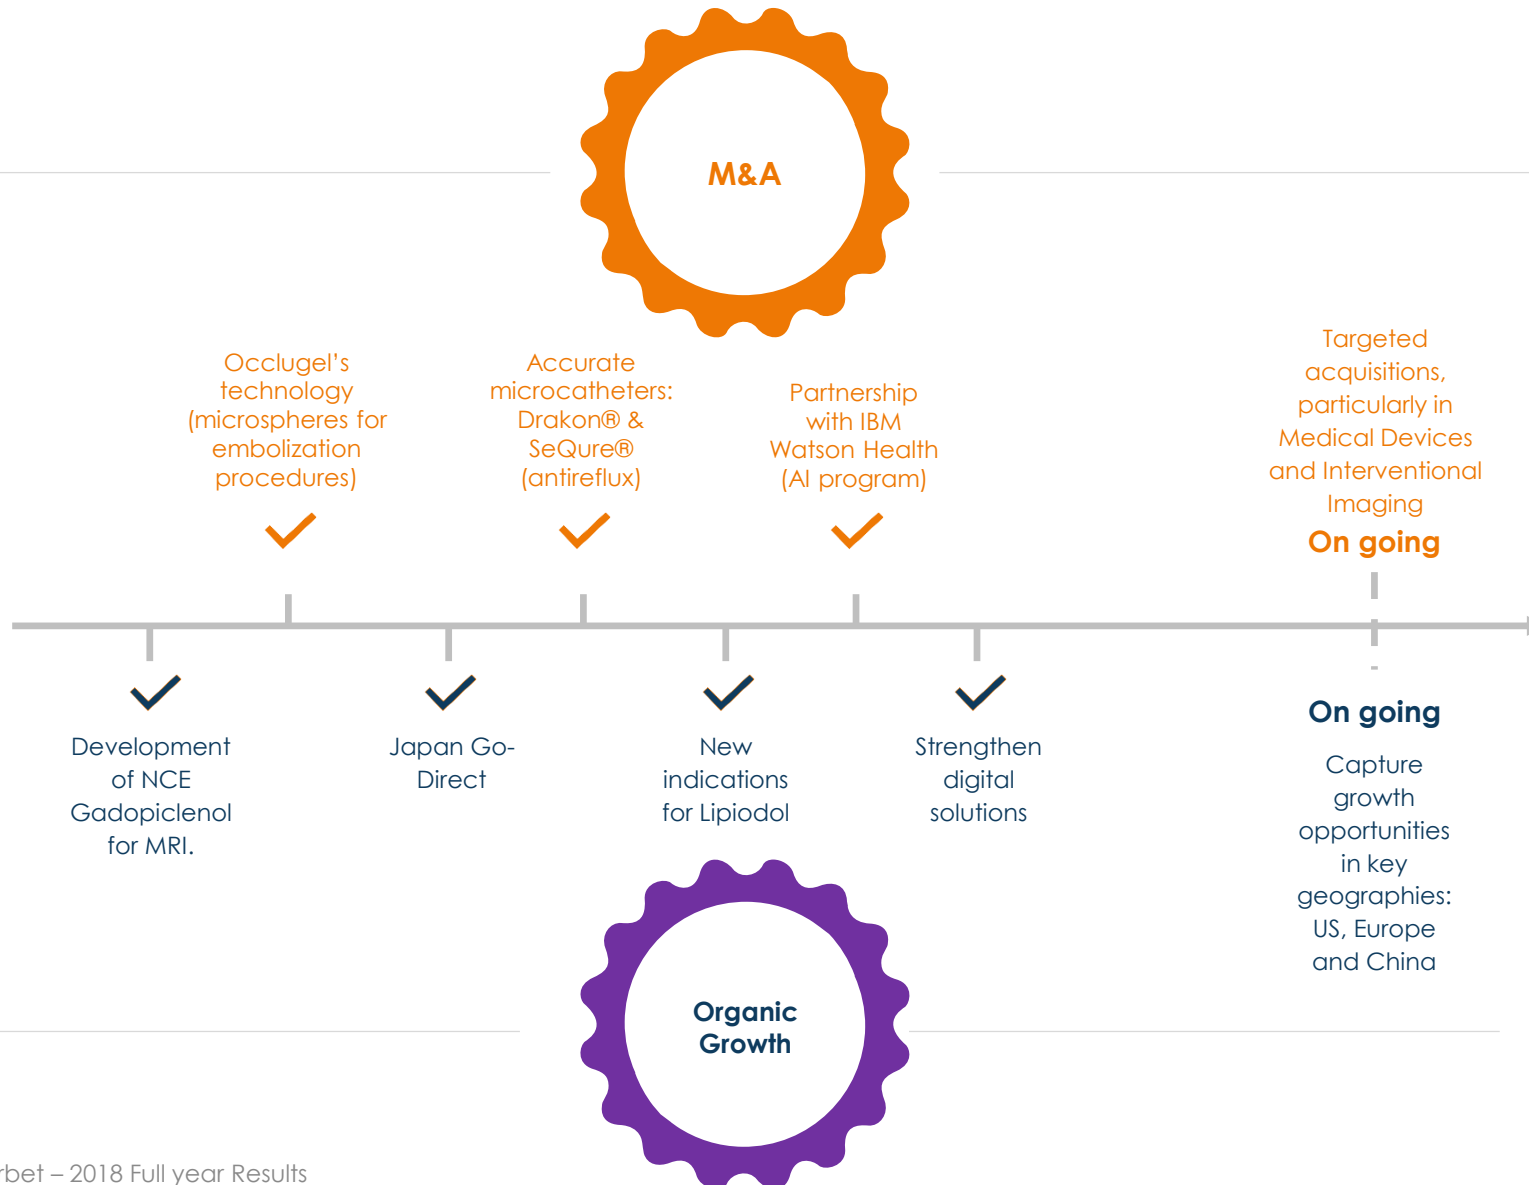 M&A
Occlugel’s
technology
(microspheres for
embolization
procedures)
Accurate
microcatheters:
Drakon® &
SeQure®
(antireflux)
Partnership
with IBM
Watson Health
(AI program)
Targeted
acquisitions,
particularly in
Medical Devices
and Interventional
Imaging
On going
Development
of NCE
Gadopiclenol
for MRI.
Japan Go-
Direct
New
indications
for Lipiodol
Strengthen
digital
solutions
On going
Capture
growth
opportunities
in key
geographies:
US, Europe
and China
Organic
Growth
rbet – 2018 Full year Results